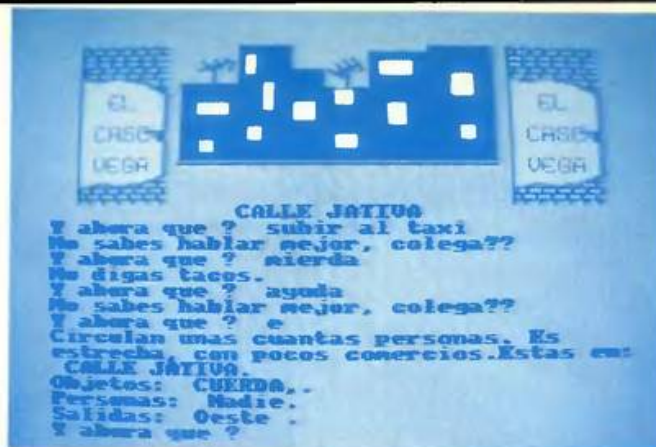 EL
CASO
VEGA
EL
CASO
VEGA
CALLE JATIVA
Y ahora que ? subir al taxi
No sabes hablar mejor, colega??
Y ahora que ? mierda
No digas tacos.
Y ahora que ? ayuda
No sabes hablar mejor, colega??
Y ahora que ? e
Circulan unas cuantas personas. Es
estrecha, con pocos comercios.Estas en:
CALLE JATIVA.
Objetos: CUERDA,.
Personas: Nadie.
Salidas: Oeste .
Y ahora que ?